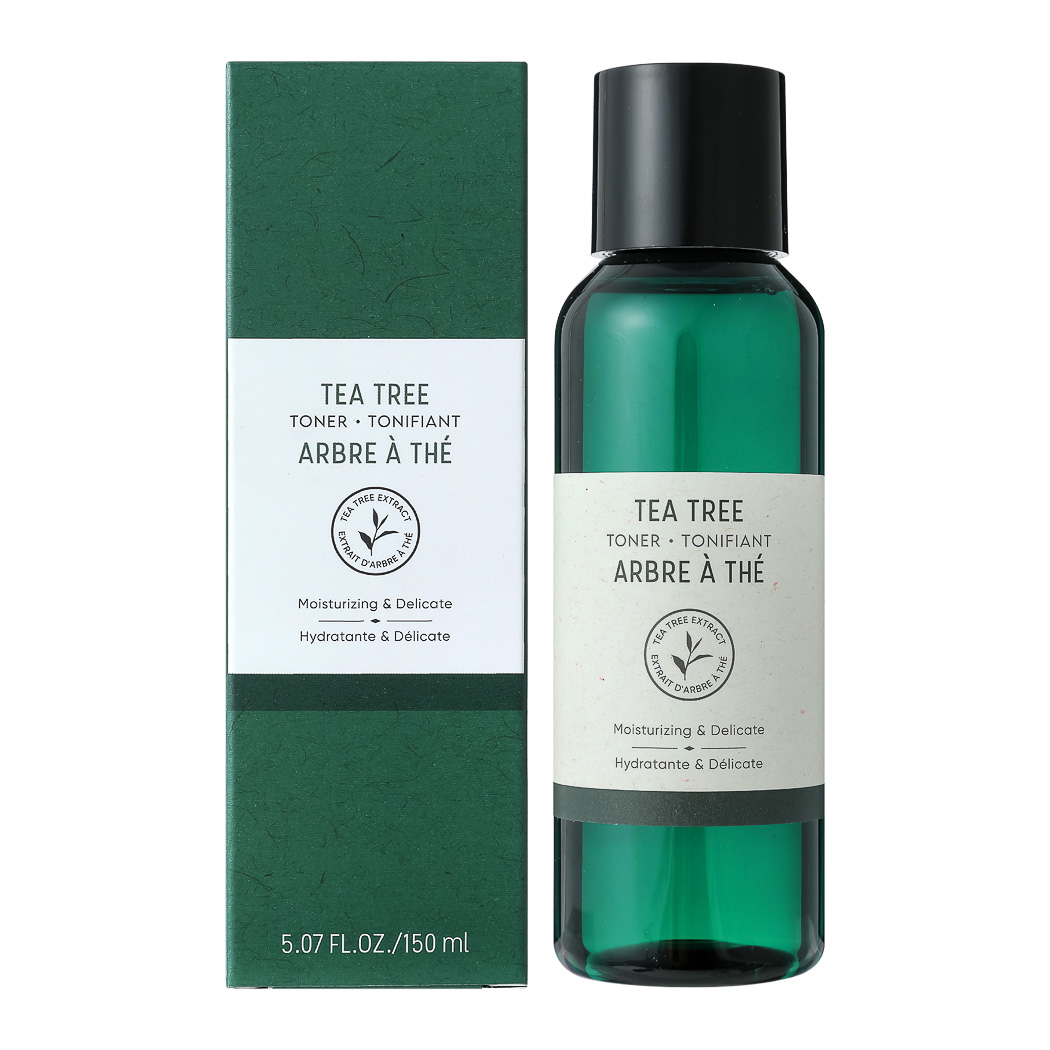 TEA TREE
TONER • TONIFIANT
ARBRE À THÉ
TEA TREE EXTRACT
EXTRAIT D'ARBRE À THÉ
Moisturizing & Delicate
Hydratante & Délicate
5.07 FL.OZ./150 ml
TEA TREE
TONER • TONIFIANT
ARBRE À THÉ
TEA TREE EXTRACT
EXTRAIT D'ARBRE À THÉ
Moisturizing & Delicate
Hydratante & Délicate